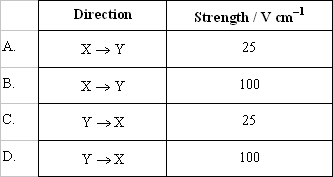 Direction Strength / V cm⁻¹
A. X → Y 25
B. X → Y 100
C. Y → X 25
D. Y → X 100